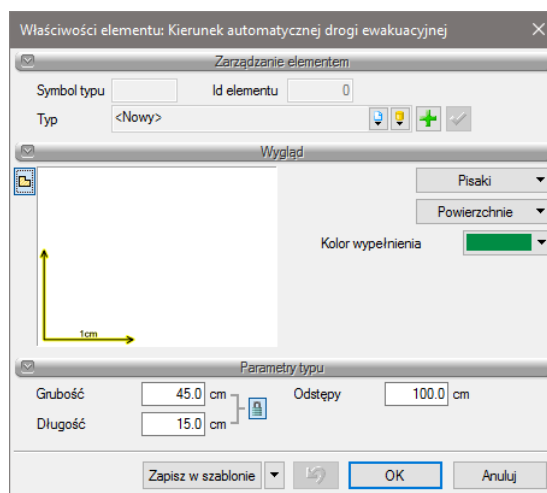 Właściwości elementu: Kierunek automatycznej drogi ewakuacyjnej
Zarządzanie elementem
Symbol typu Id elementu 0
Typ <Nowy>
Wygląd
Pisaki
Powierzchnie
Kolor wypełnienia
1cm
Parametry typu
Grubość 45.0 cm Odstępy 100.0 cm
Długość 15.0 cm
Zapisz w szablonie OK Anuluj